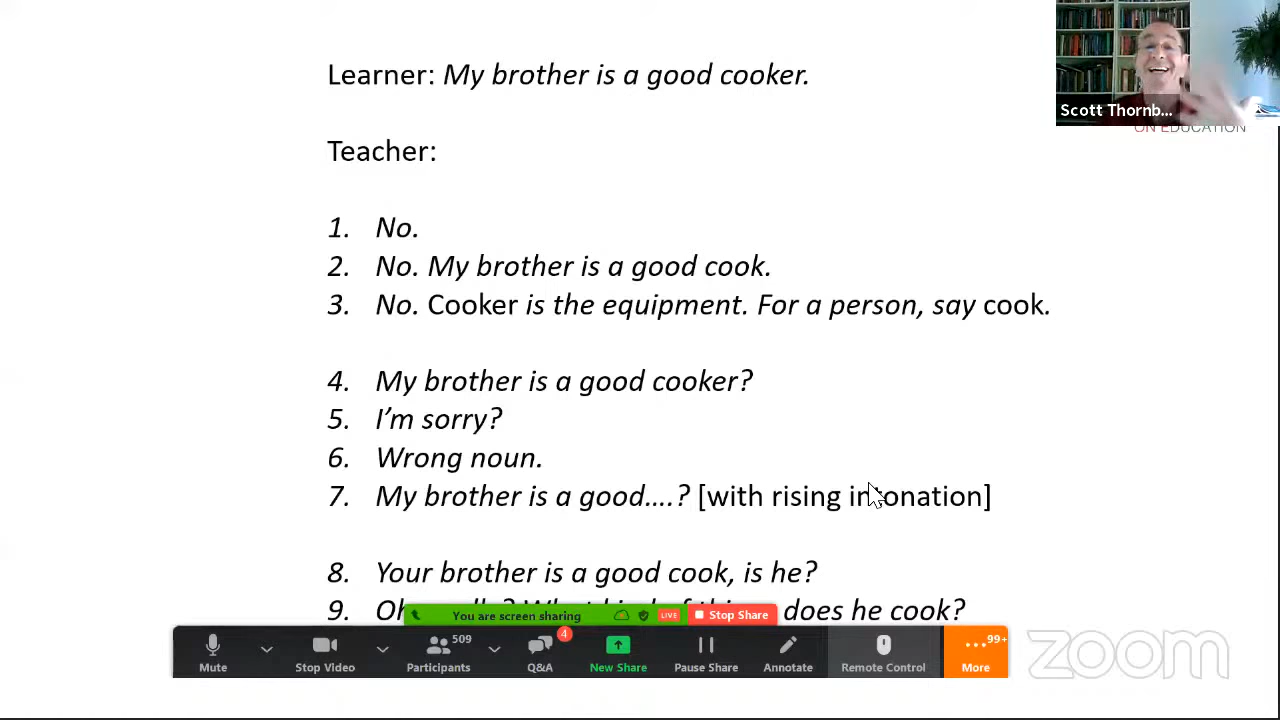 Learner: My brother is a good cooker.
Scott Thornb...
ON EDUCATION
Teacher:
1. No.
2. No. My brother is a good cook.
3. No. Cooker is the equipment. For a person, say cook.
4. My brother is a good cooker?
5. I'm sorry?
6. Wrong noun.
7. My brother is a good....? [with rising intonation]
8. Your brother is a good cook, is he?
9. does he cook?
You are screen sharing LIVE Stop Share
509 4 99+
Mute Stop Video Participants Q&A New Share Pause Share Annotate Remote Control More
zoom